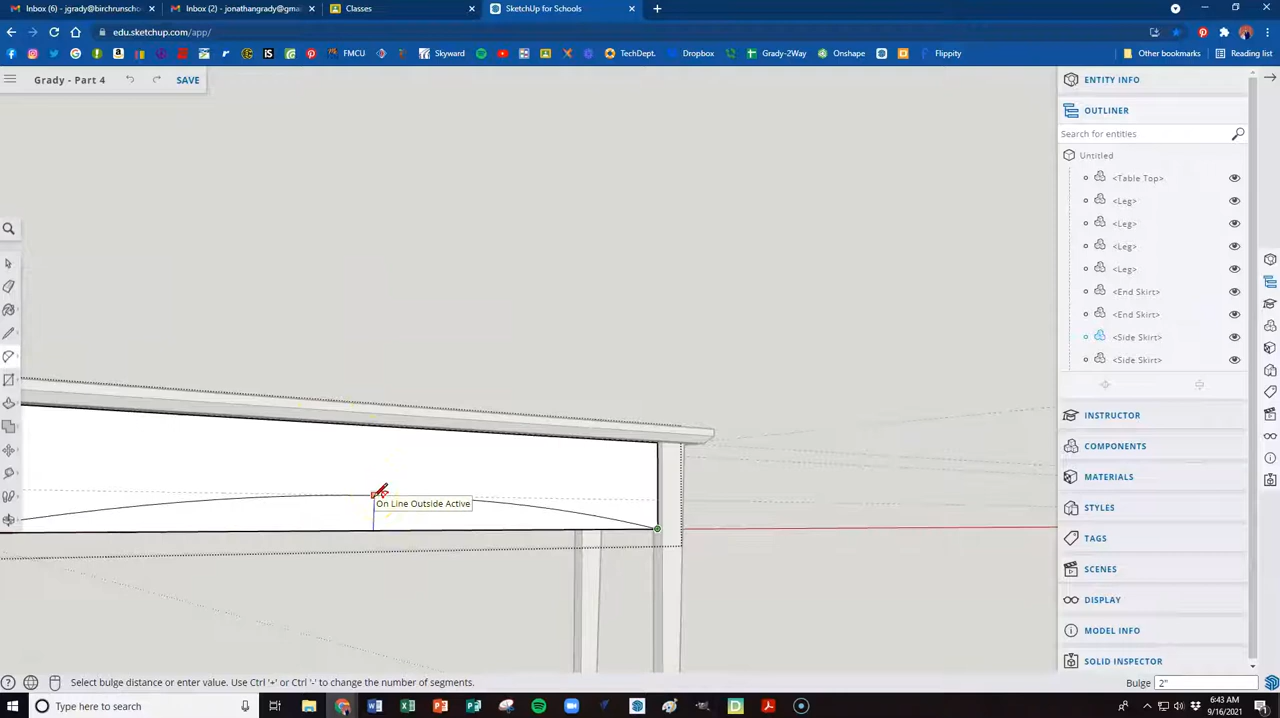 Inbox (6) - jgrady@birchrunscho
Inbox (2) - jonathangrady@gma
Classes
SketchUp for Schools
edu.sketchup.com/app/
FMCU
Skyward
TechDept.
Dropbox
Grady-2Way
Onshape
Flippity
Other bookmarks
Reading list
Grady - Part 4
SAVE
ENTITY INFO
OUTLINER
Search for entities
Untitled
<Table Top>
<Leg>
<Leg>
<Leg>
<Leg>
<End Skirt>
<End Skirt>
<Side Skirt>
<Side Skirt>
INSTRUCTOR
COMPONENTS
MATERIALS
STYLES
TAGS
SCENES
DISPLAY
MODEL INFO
SOLID INSPECTOR
On Line Outside Active
Select bulge distance or enter value. Use Ctrl '+' or Ctrl '-' to change the number of segments.
Bulge 2"
Type here to search
6:43 AM
9/16/2021